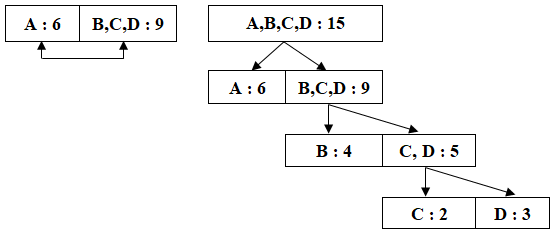 A : 6 B,C,D : 9
A,B,C,D : 15
A : 6 B,C,D : 9
B : 4 C, D : 5
C : 2 D : 3